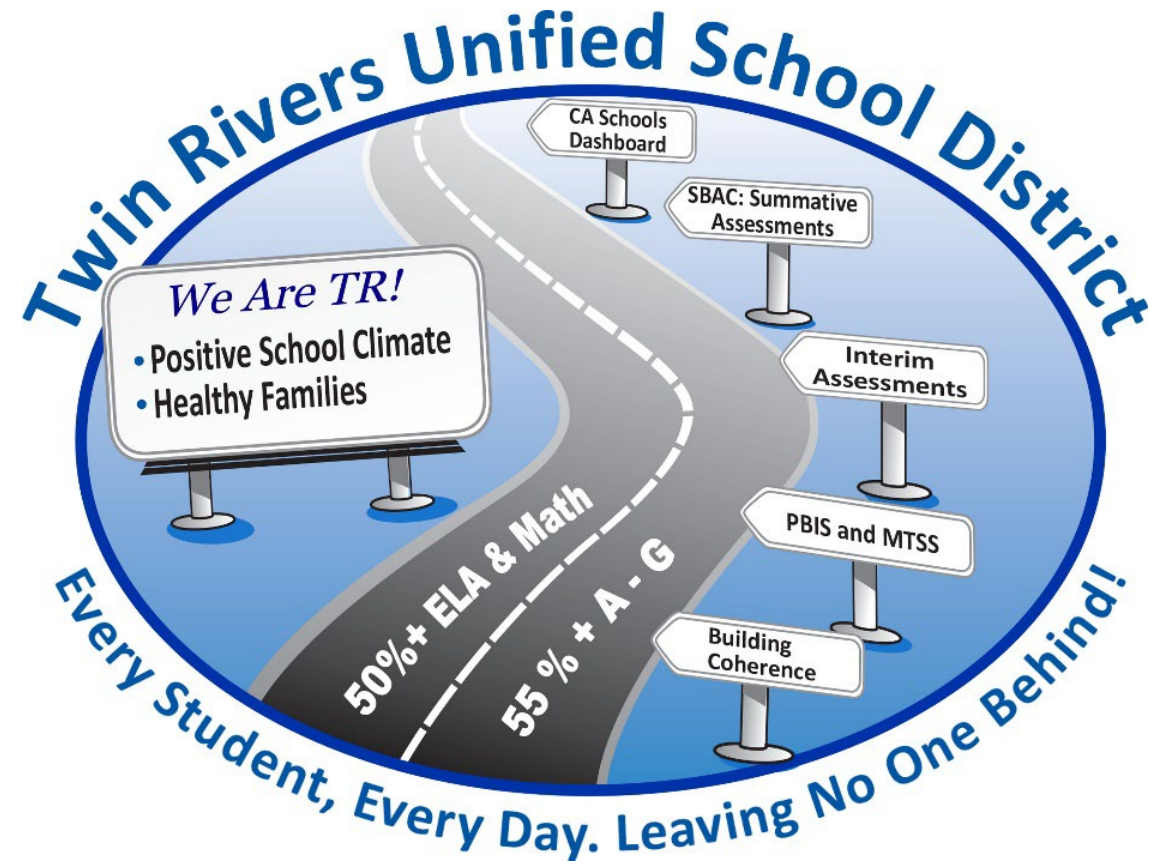 Twin Rivers Unified School District
CA Schools
Dashboard
SBAC: Summative
Assessments
We Are TR!
• Positive School Climate
• Healthy Families
Interim
Assessments
PBIS and MTSS
50%+ ELA & Math
55 % + A - G
Building
Coherence
Every Student, Every Day. Leaving No One Behind!